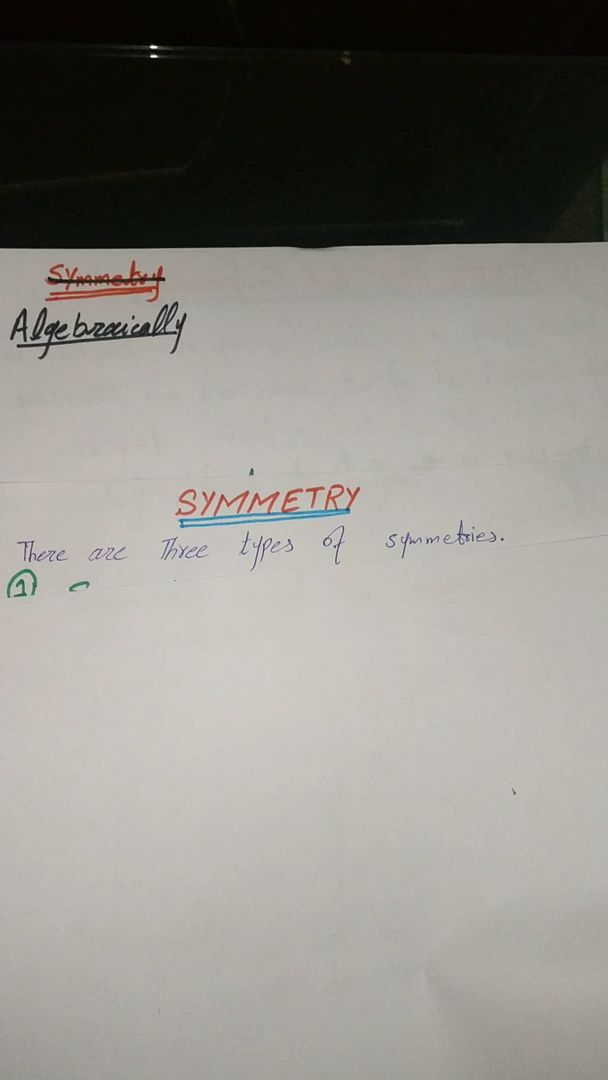 Symmetry
Algebraically
SYMMETRY
There are Three types of symmetries.
1